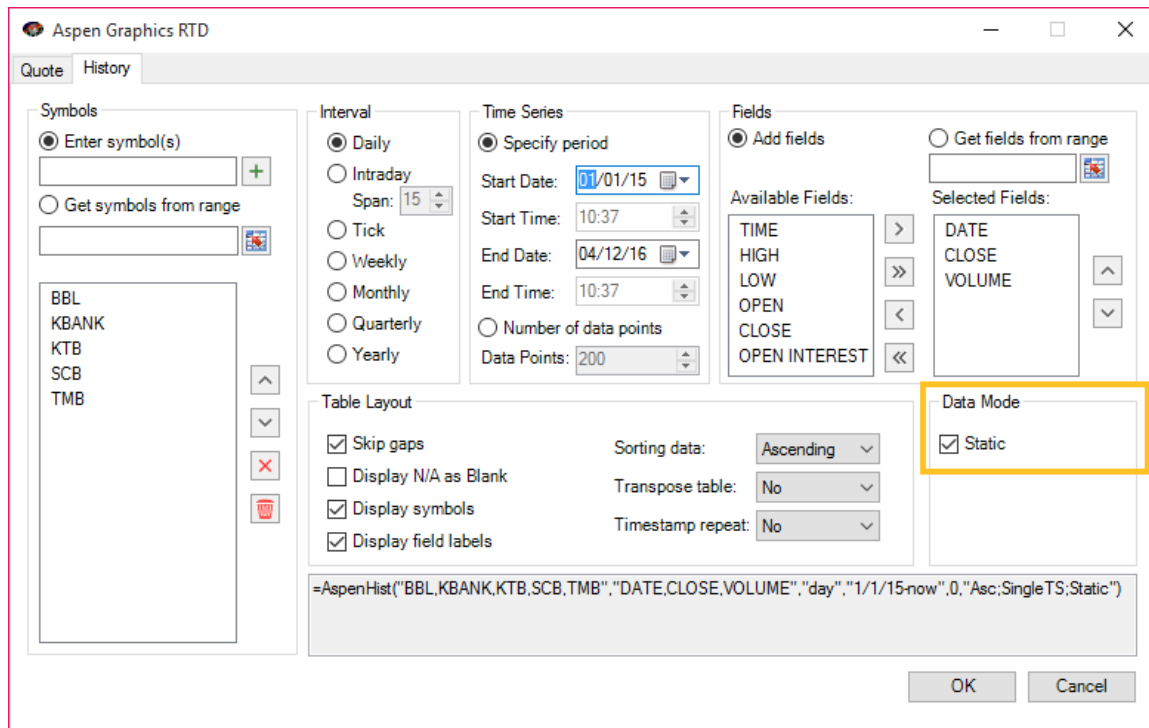 Aspen Graphics RTD
Quote
History
Symbols
Enter symbol(s)
Get symbols from range
BBL
KBANK
KTB
SCB
TMB
Interval
Daily
Intraday
Span: 15
Tick
Weekly
Monthly
Quarterly
Yearly
Time Series
Specify period
Start Date: 01/01/15
Start Time: 10:37
End Date: 04/12/16
End Time: 10:37
Number of data points
Data Points: 200
Fields
Add fields
Get fields from range
Available Fields:
TIME
HIGH
LOW
OPEN
CLOSE
OPEN INTEREST
Selected Fields:
DATE
CLOSE
VOLUME
Table Layout
Skip gaps
Display N/A as Blank
Display symbols
Display field labels
Sorting data: Ascending
Transpose table: No
Timestamp repeat: No
Data Mode
Static
=AspenHist("BBL,KBANK,KTB,SCB,TMB","DATE,CLOSE,VOLUME","day","1/1/15-now",0,"Asc;SingleTS;Static")
OK
Cancel